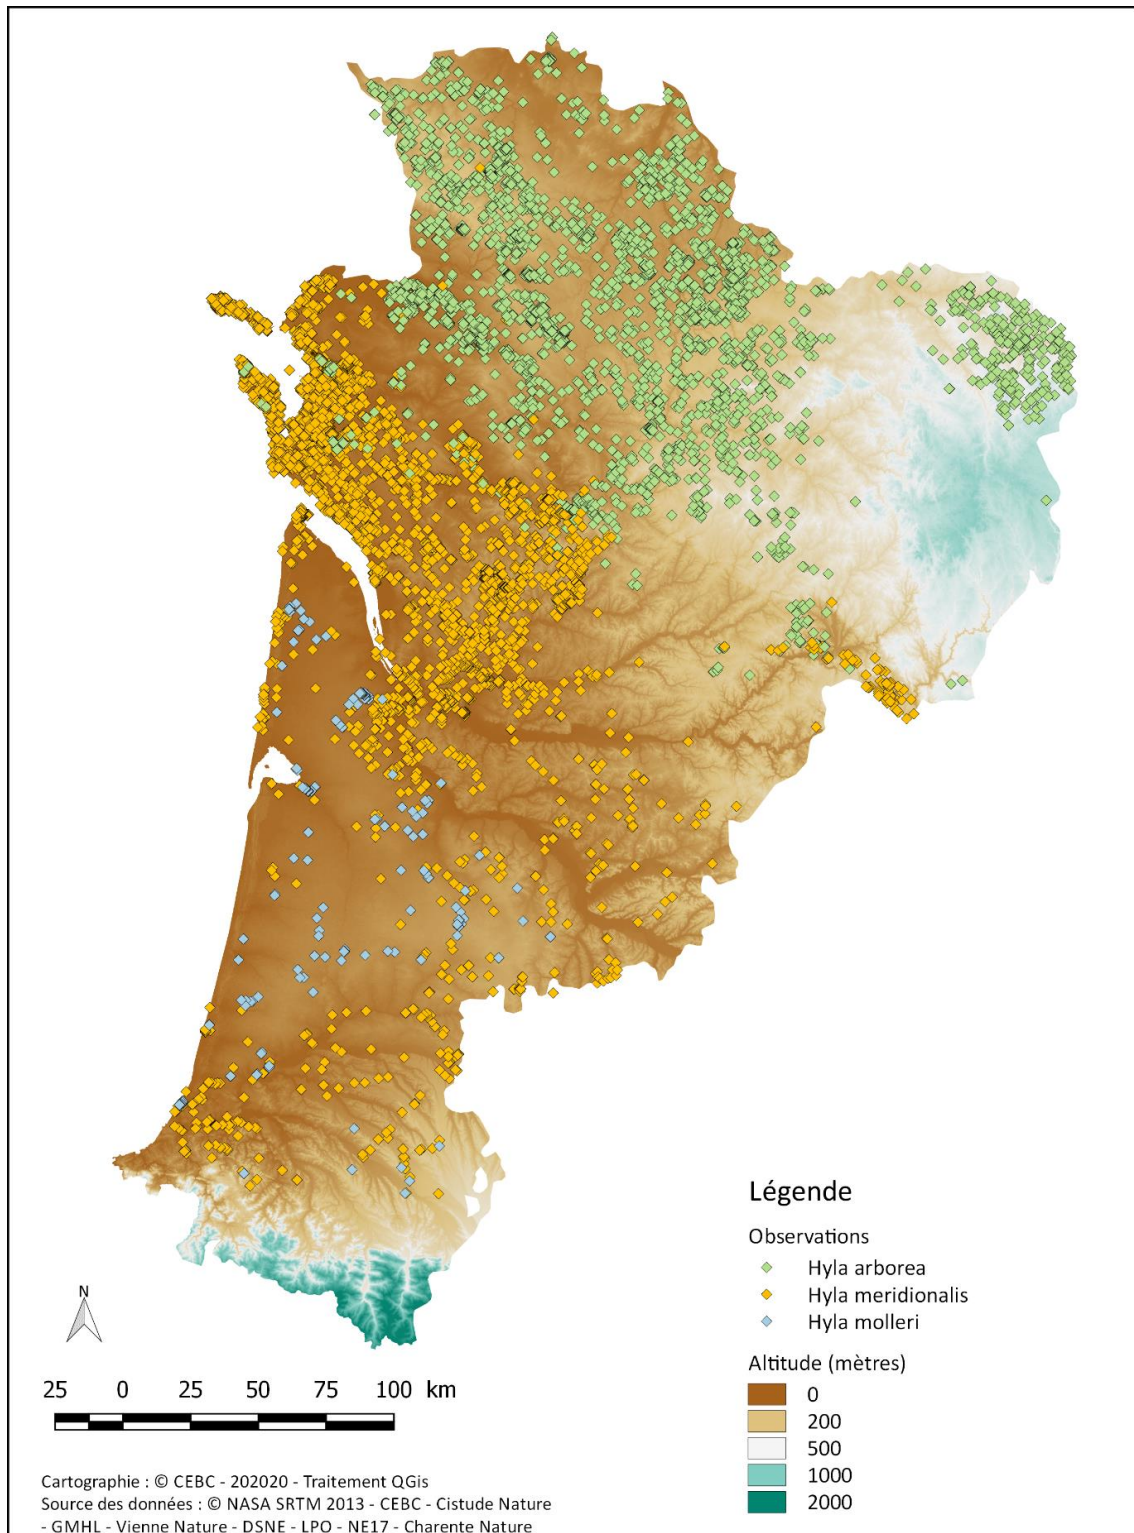 Légende
Observations
Hyla arborea
Hyla meridionalis
Hyla molleri
N
Altitude (mètres)
0
200
500
1000
2000
25 0 25 50 75 100 km
Cartographie : © CEBC - 202020 - Traitement QGis
Source des données : © NASA SRTM 2013 - CEBC - Cistude Nature
- GMHL - Vienne Nature - DSNE - LPO - NE17 - Charente Nature